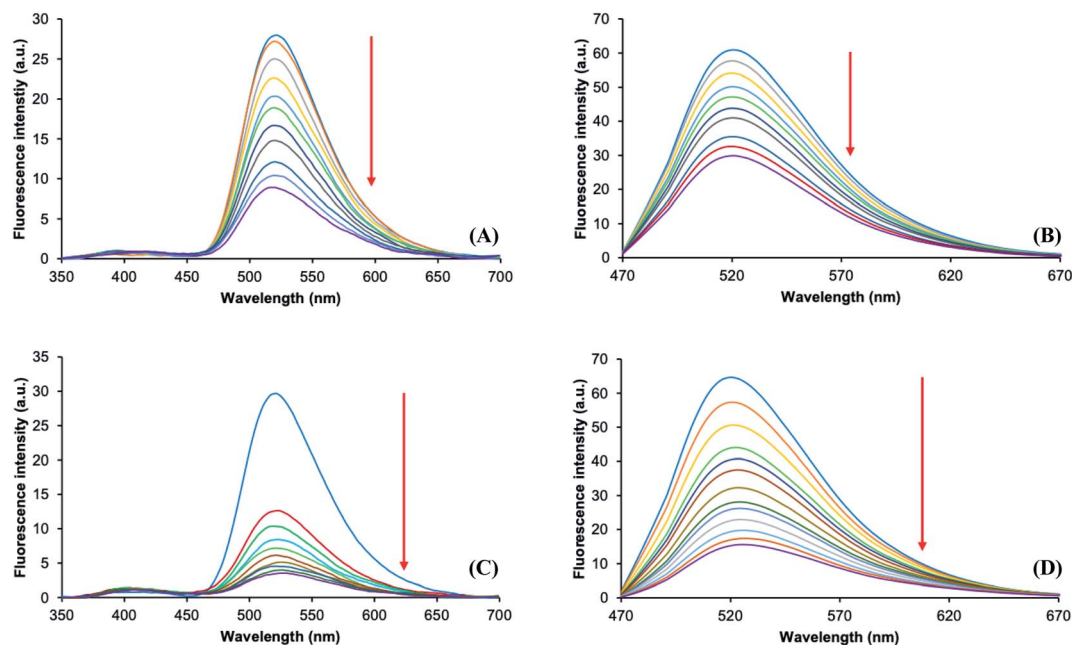 Fluorescence intenstiy (a.u.)
30
25
20
15
10
5
0
350 400 450 500 550 600 650 700
Wavelength (nm)
(A)
Fluorescence intensity (a.u.)
70
60
50
40
30
20
10
0
470 520 570 620 670
Wavelength (nm)
(B)
Fluorescence intensity (a.u.)
35
30
25
20
15
10
5
0
350 400 450 500 550 600 650 700
Wavelength (nm)
(C)
Fluorescence intensity (a.u.)
70
60
50
40
30
20
10
0
470 520 570 620 670
Wavelength (nm)
(D)